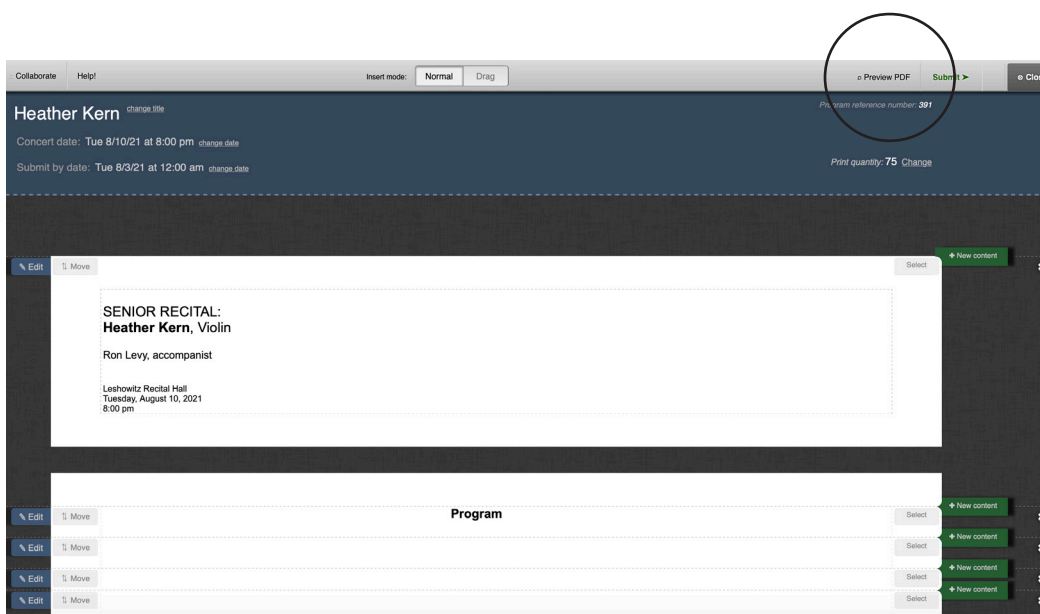 Collaborate Help! Insert mode: Normal Drag Preview PDF Submit ➤
Heather Kern change title Program reference number: 391
Concert date: Tue 8/10/21 at 8:00 pm change date
Submit by date: Tue 8/3/21 at 12:00 am change date Print quantity: 75 Change
+ New content
Edit Move Select
SENIOR RECITAL:
Heather Kern, Violin
Ron Levy, accompanist
Leshowitz Recital Hall
Tuesday, August 10, 2021
8:00 pm
+ New content
Edit Move Program Select
+ New content
Edit Move Select
+ New content
Edit Move Select
+ New content
Edit Move Select